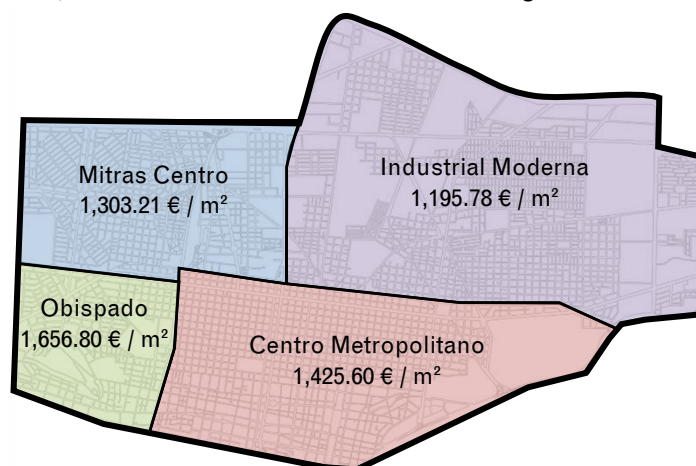 Mitras Centro
1,303.21 € / m²
Industrial Moderna
1,195.78 € / m²
Obispado
1,656.80 € / m²
Centro Metropolitano
1,425.60 € / m²